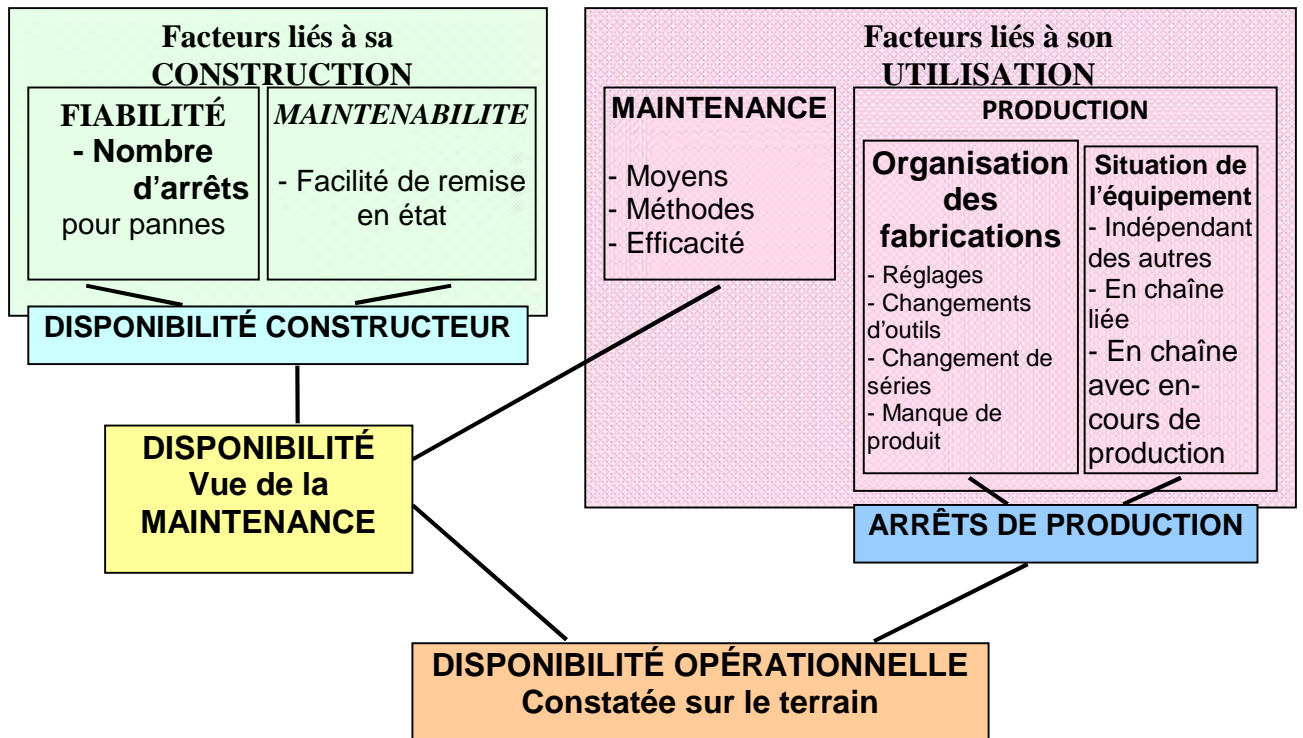 Facteurs liés à sa
CONSTRUCTION
FIABILITÉ
- Nombre
d’arrêts
pour pannes
MAINTENABILITE
- Facilité de remise
en état
DISPONIBILITÉ CONSTRUCTEUR
Facteurs liés à son
UTILISATION
MAINTENANCE
- Moyens
- Méthodes
- Efficacité
PRODUCTION
Organisation
des
fabrications
- Réglages
- Changements
d’outils
- Changement de
séries
- Manque de
produit
Situation de
l’équipement
- Indépendant
des autres
- En chaîne
liée
- En chaîne
avec en-
cours de
production
DISPONIBILITÉ
Vue de la
MAINTENANCE
ARRÊTS DE PRODUCTION
DISPONIBILITÉ OPÉRATIONNELLE
Constatée sur le terrain